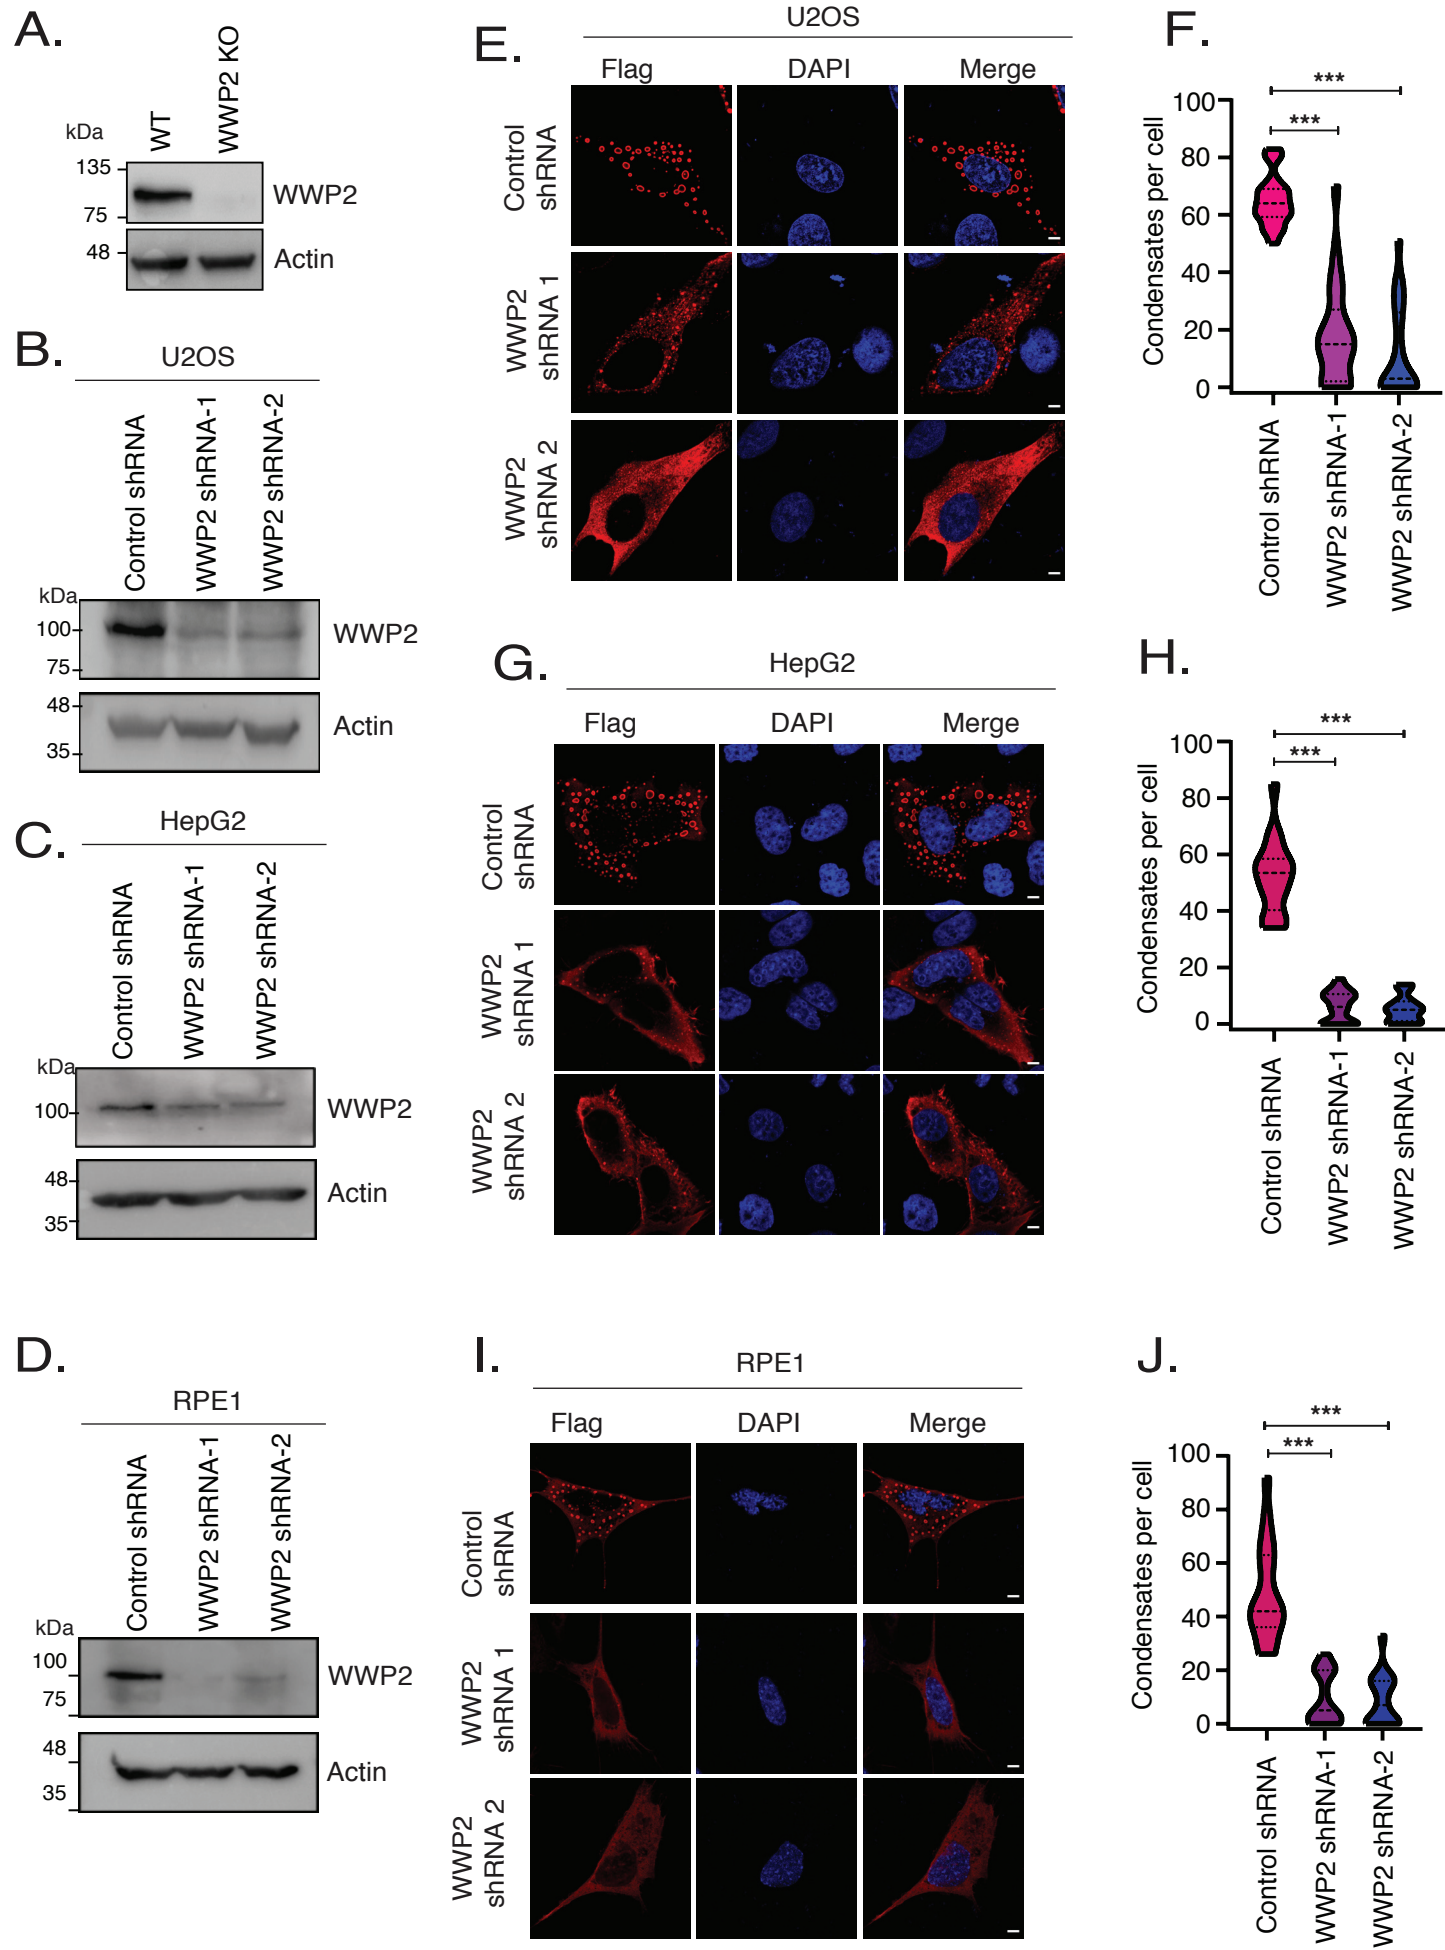 A.
WT
WWP2 KO
kDa
135
75
WWP2
48
Actin
B.
U2OS
Control shRNA
WWP2 shRNA-1
WWP2 shRNA-2
kDa
100
75
WWP2
48
35
Actin
C.
HepG2
Control shRNA
WWP2 shRNA-1
WWP2 shRNA-2
kDa
100
WWP2
48
35
Actin
D.
RPE1
Control shRNA
WWP2 shRNA-1
WWP2 shRNA-2
kDa
100
75
WWP2
48
35
Actin
E.
U2OS
Flag DAPI Merge
Control
shRNA
WWP2
shRNA 1
WWP2
shRNA 2
F.
***
***
Condensates per cell
100
80
60
40
20
0
Control shRNA
WWP2 shRNA-1
WWP2 shRNA-2
G.
HepG2
Flag DAPI Merge
Control
shRNA
WWP2
shRNA 1
WWP2
shRNA 2
H.
***
***
Condensates per cell
100
80
60
40
20
0
Control shRNA
WWP2 shRNA-1
WWP2 shRNA-2
I.
RPE1
Flag DAPI Merge
Control
shRNA
WWP2
shRNA 1
WWP2
shRNA 2
J.
***
***
Condensates per cell
100
80
60
40
20
0
Control shRNA
WWP2 shRNA-1
WWP2 shRNA-2